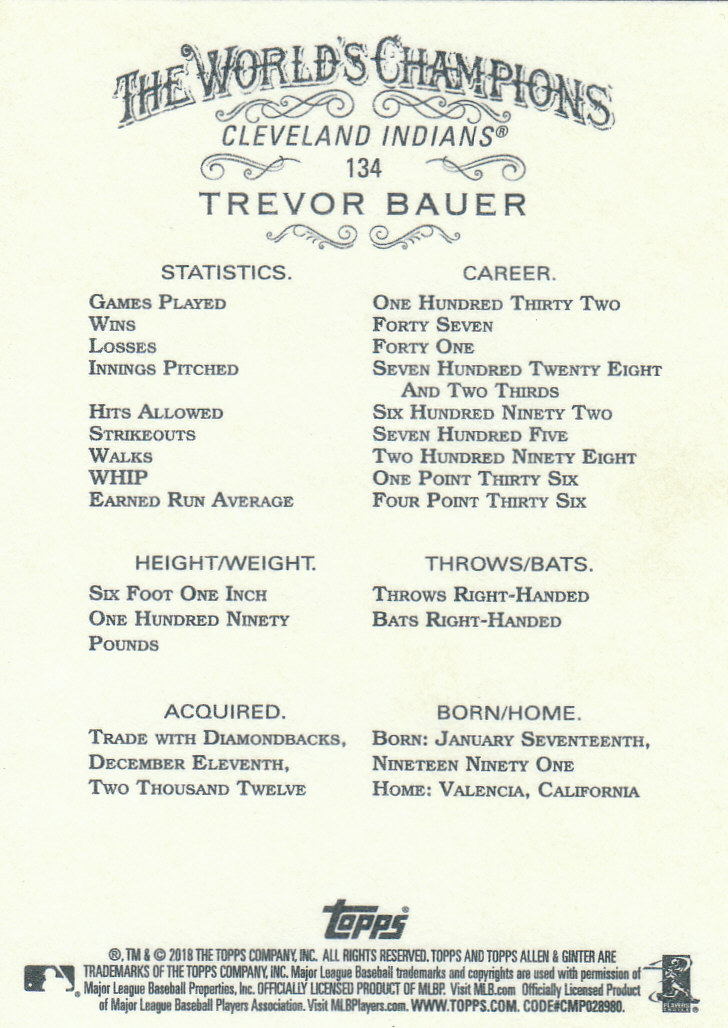 THE WORLD'S CHAMPIONS
CLEVELAND INDIANS®
134
TREVOR BAUER
STATISTICS. CAREER.
GAMES PLAYED ONE HUNDRED THIRTY TWO
WINS FORTY SEVEN
LOSSES FORTY ONE
INNINGS PITCHED SEVEN HUNDRED TWENTY EIGHT
AND TWO THIRDS
HITS ALLOWED SIX HUNDRED NINETY TWO
STRIKEOUTS SEVEN HUNDRED FIVE
WALKS TWO HUNDRED NINETY EIGHT
WHIP ONE POINT THIRTY SIX
EARNED RUN AVERAGE FOUR POINT THIRTY SIX
HEIGHT/WEIGHT. THROWS/BATS.
SIX FOOT ONE INCH THROWS RIGHT-HANDED
ONE HUNDRED NINETY BATS RIGHT-HANDED
POUNDS
ACQUIRED. BORN/HOME.
TRADE WITH DIAMONDBACKS, BORN: JANUARY SEVENTEENTH,
DECEMBER ELEVENTH, NINETEEN NINETY ONE
TWO THOUSAND TWELVE HOME: VALENCIA, CALIFORNIA
Topps®
®, TM & © 2018 THE TOPPS COMPANY, INC. ALL RIGHTS RESERVED. TOPPS AND TOPPS ALLEN & GINTER ARE
TRADEMARKS OF THE TOPPS COMPANY, INC. Major League Baseball trademarks and copyrights are used with permission of
Major League Baseball Properties, Inc. OFFICIALLY LICENSED PRODUCT OF MLBP. Visit MLB.com Officially Licensed Product
of Major League Baseball Players Association. Visit MLBPlayers.com. WWW.TOPPS.COM. CODE#CMP028980.
PLAYERS
CHOICE